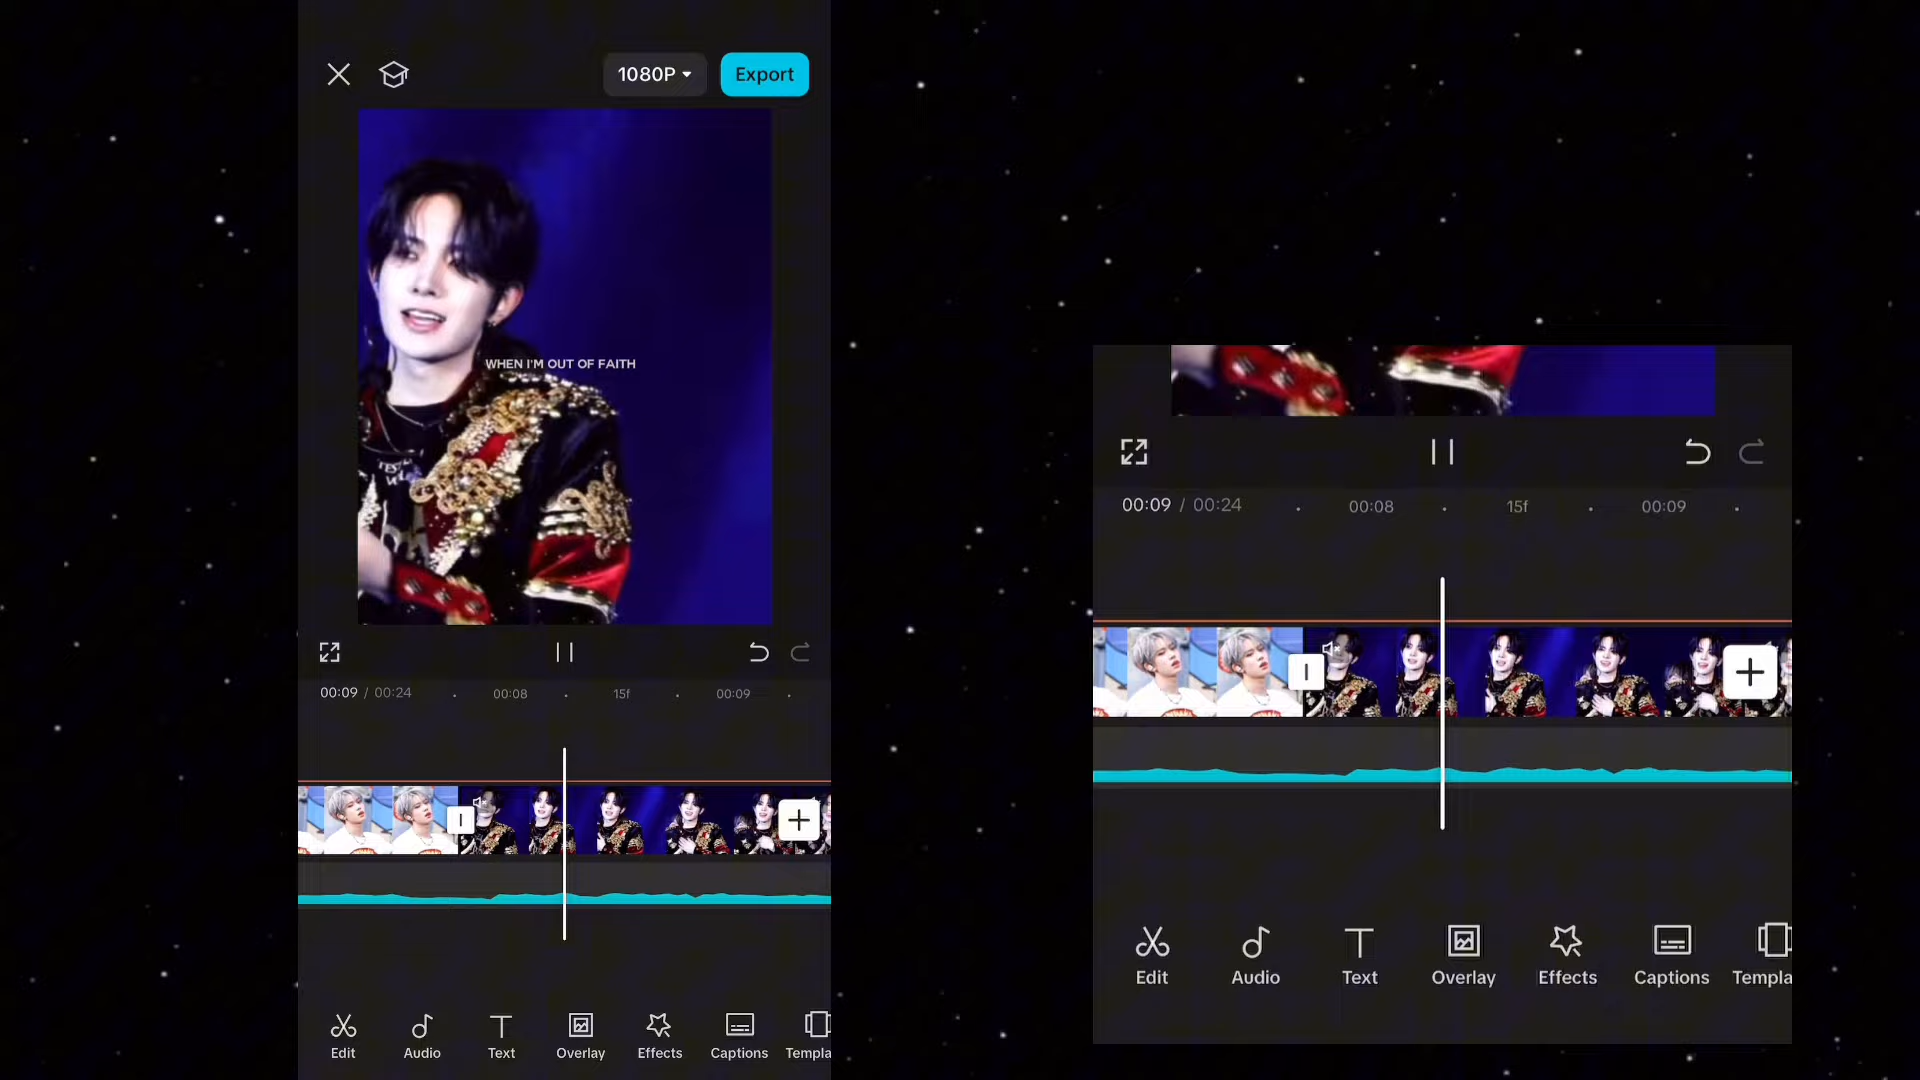 1080P
Export
WHEN I'M OUT OF FAITH
00:09 / 00:24
00:08
15f
00:09
Edit
Audio
Text
Overlay
Effects
Captions
Templa
00:09 / 00:24
00:08
15f
00:09
Edit
Audio
Text
Overlay
Effects
Captions
Templa